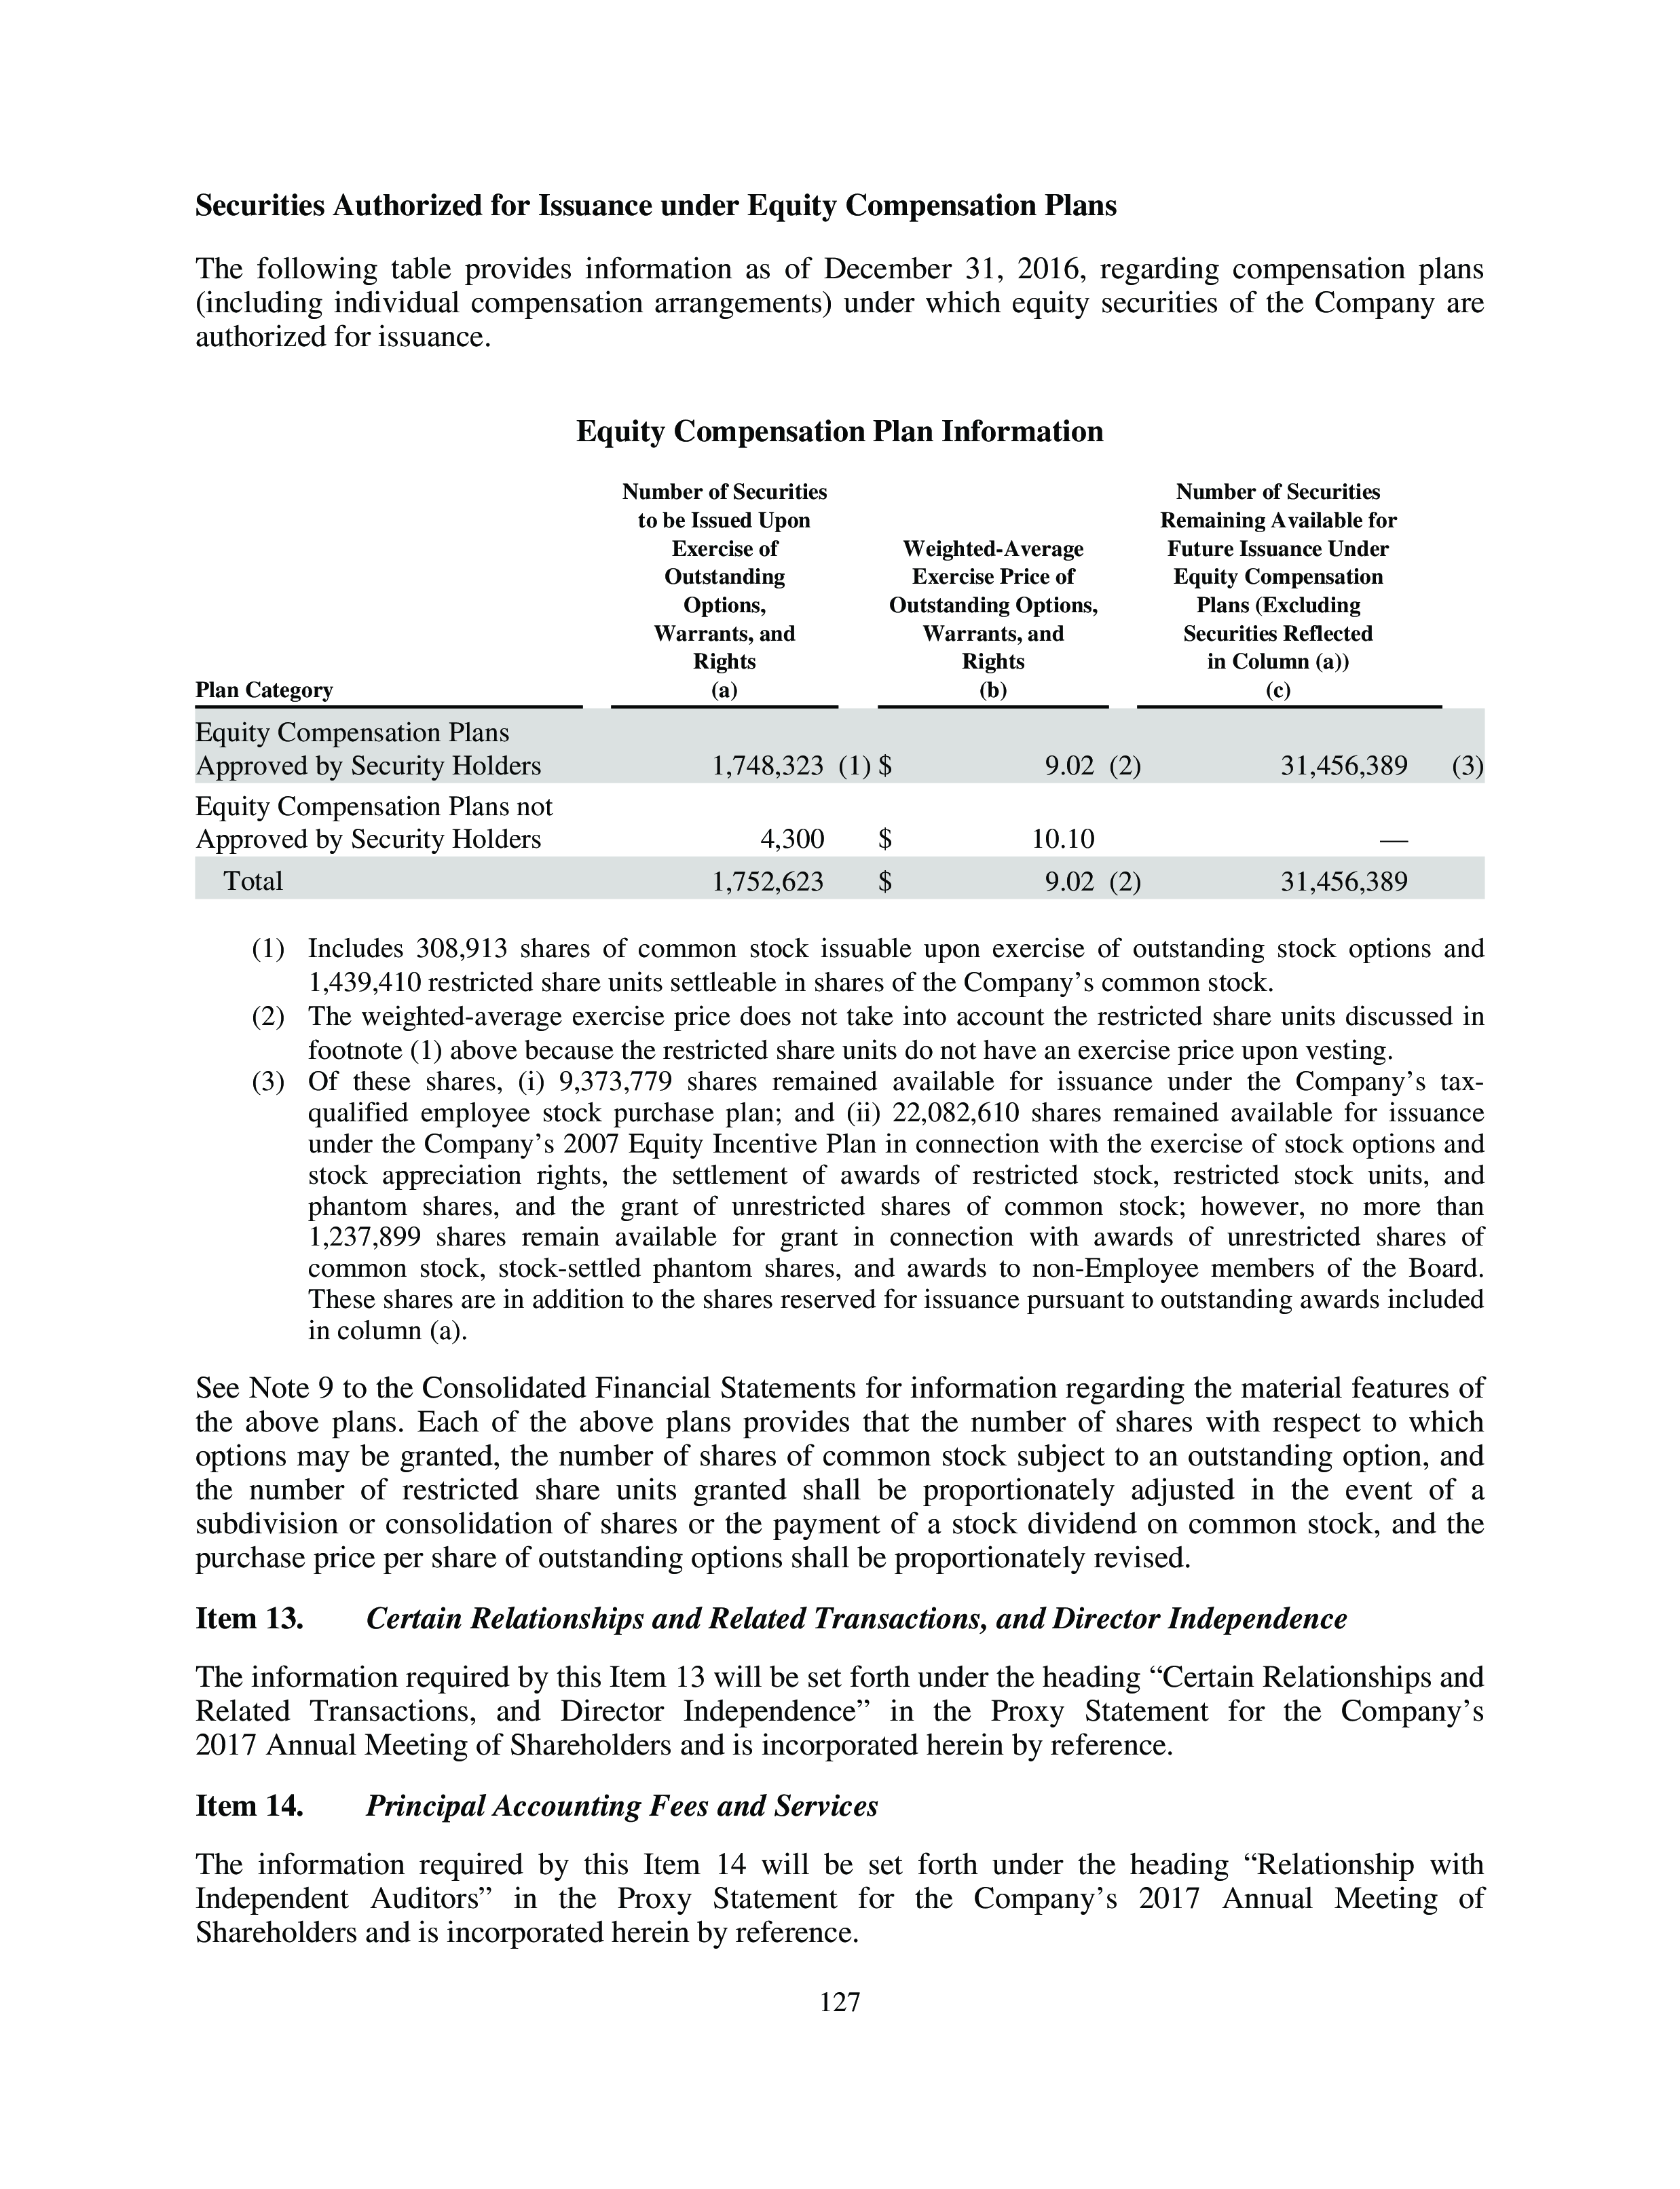 Securities Authorized for Issuance under Equity Compensation Plans
The following table provides information as of December 31, 2016, regarding compensation plans
(including individual compensation arrangements) under which equity securities of the Company are
authorized for issuance.
Equity Compensation Plan Information
Plan Category
Number of Securities
to be Issued Upon
Exercise of
Outstanding
Options,
Warrants, and
Rights
(a)
Weighted-Average
Exercise Price of
Outstanding Options,
Warrants, and
Rights
(b)
Number of Securities
Remaining Available for
Future Issuance Under
Equity Compensation
Plans (Excluding
Securities Reflected
in Column (a))
(c)
Equity Compensation Plans
Approved by Security Holders 1,748,323 (1) $ 9.02 (2) 31,456,389 (3)
Equity Compensation Plans not
Approved by Security Holders 4,300 $ 10.10 —
Total 1,752,623 $ 9.02 (2) 31,456,389
(1) Includes 308,913 shares of common stock issuable upon exercise of outstanding stock options and
1,439,410 restricted share units settleable in shares of the Company’s common stock.
(2) The weighted-average exercise price does not take into account the restricted share units discussed in
footnote (1) above because the restricted share units do not have an exercise price upon vesting.
(3) Of these shares, (i) 9,373,779 shares remained available for issuance under the Company’s tax-
qualified employee stock purchase plan; and (ii) 22,082,610 shares remained available for issuance
under the Company’s 2007 Equity Incentive Plan in connection with the exercise of stock options and
stock appreciation rights, the settlement of awards of restricted stock, restricted stock units, and
phantom shares, and the grant of unrestricted shares of common stock; however, no more than
1,237,899 shares remain available for grant in connection with awards of unrestricted shares of
common stock, stock-settled phantom shares, and awards to non-Employee members of the Board.
These shares are in addition to the shares reserved for issuance pursuant to outstanding awards included
in column (a).
See Note 9 to the Consolidated Financial Statements for information regarding the material features of
the above plans. Each of the above plans provides that the number of shares with respect to which
options may be granted, the number of shares of common stock subject to an outstanding option, and
the number of restricted share units granted shall be proportionately adjusted in the event of a
subdivision or consolidation of shares or the payment of a stock dividend on common stock, and the
purchase price per share of outstanding options shall be proportionately revised.
Item 13. Certain Relationships and Related Transactions, and Director Independence
The information required by this Item 13 will be set forth under the heading “Certain Relationships and
Related Transactions, and Director Independence” in the Proxy Statement for the Company’s
2017 Annual Meeting of Shareholders and is incorporated herein by reference.
Item 14. Principal Accounting Fees and Services
The information required by this Item 14 will be set forth under the heading “Relationship with
Independent Auditors” in the Proxy Statement for the Company’s 2017 Annual Meeting of
Shareholders and is incorporated herein by reference.
127